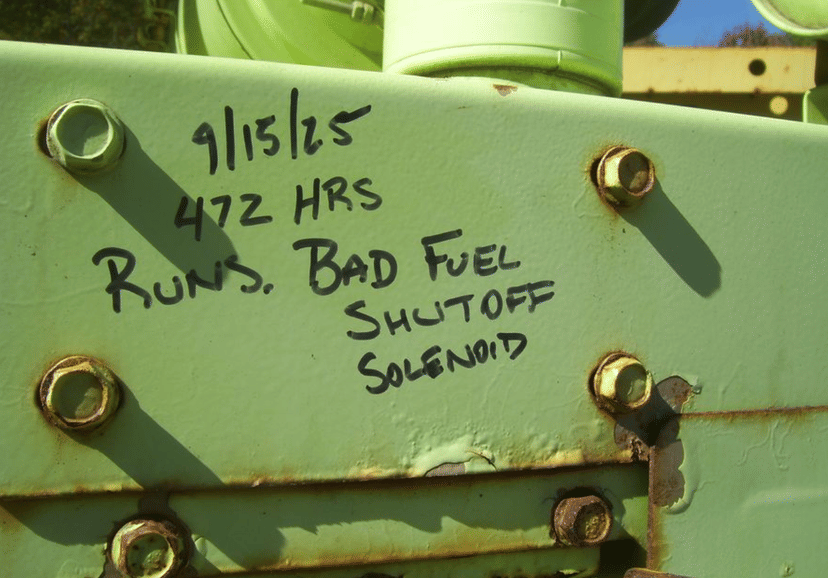 9/15/25
472 HRS
RUNS. BAD FUEL
SHUTOFF
SOLENOID